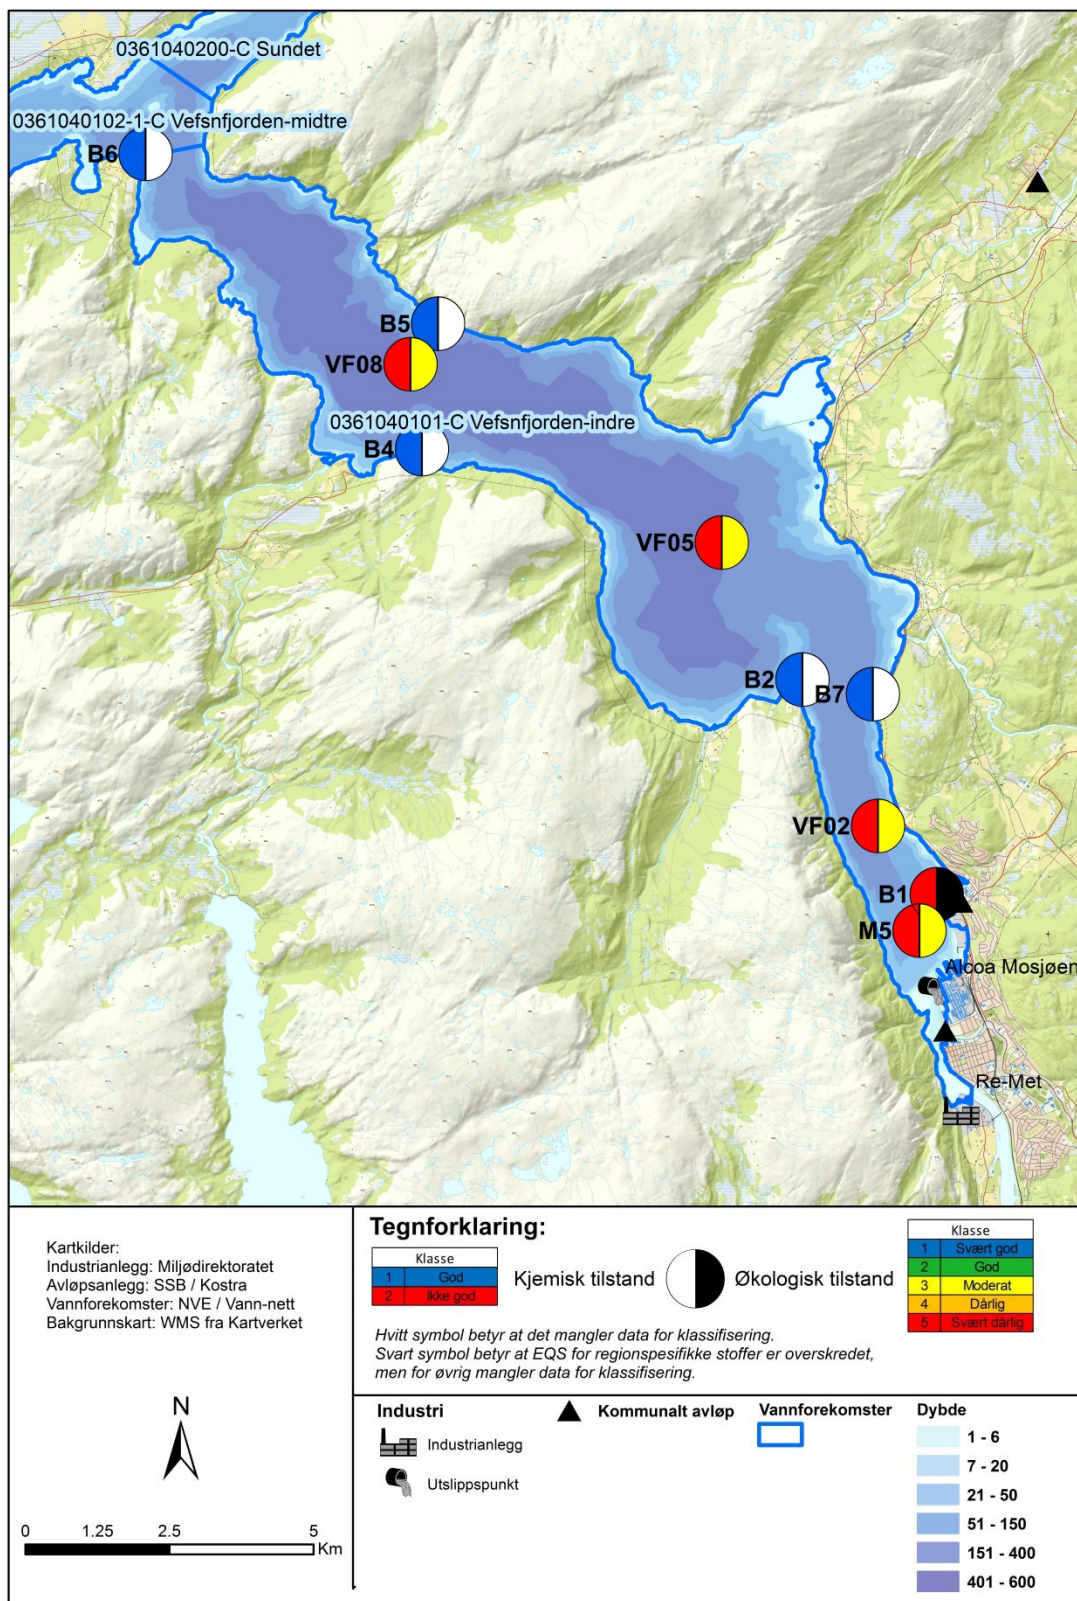 0361040200-C Sundet
0361040102-1-C Vefsnfjorden-midtre
B6
B5
VF08
0361040101-C Vefsnfjorden-indre
B4
VF05
B2
B7
VF02
B1
M5
Alcoa Mosjøen
Re-Met
Kartkilder:
Industrianlegg: Miljødirektoratet
Avløpsanlegg: SSB / Kostra
Vannforekomster: NVE / Vann-nett
Bakgrunnskart: WMS fra Kartverket
N
0 1.25 2.5 5
Km
Tegnforklaring:
Klasse
1 God
2 Ikke god
Kjemisk tilstand
Økologisk tilstand
Klasse
1 Svært god
2 God
3 Moderat
4 Dårlig
5 Svært dårlig
Hvitt symbol betyr at det mangler data for klassifisering.
Svart symbol betyr at EQS for regionspesifikke stoffer er overskredet,
men for øvrig mangler data for klassifisering.
Industri
Industrianlegg
Utslippspunkt
Kommunalt avløp
Vannforekomster
Dybde
1 - 6
7 - 20
21 - 50
51 - 150
151 - 400
401 - 600